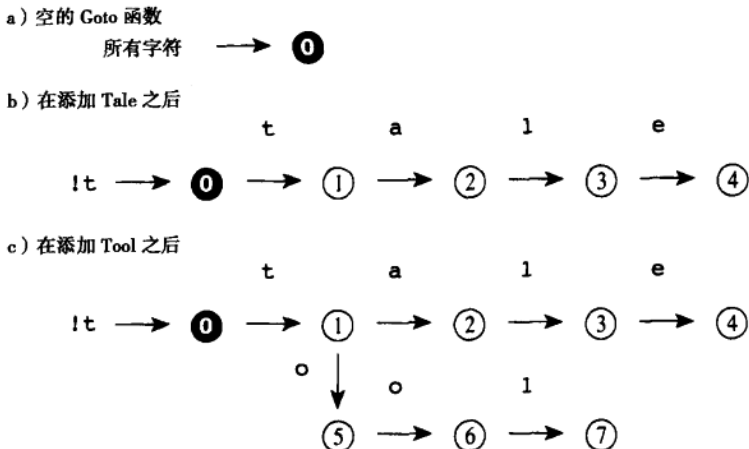 a）空的 Goto 函数
所有字符 0
b）在添加 Tale 之后
t a l e
!t 0 1 2 3 4
c）在添加 Tool 之后
t a l e
!t 0 1 2 3 4
o o l
5 6 7